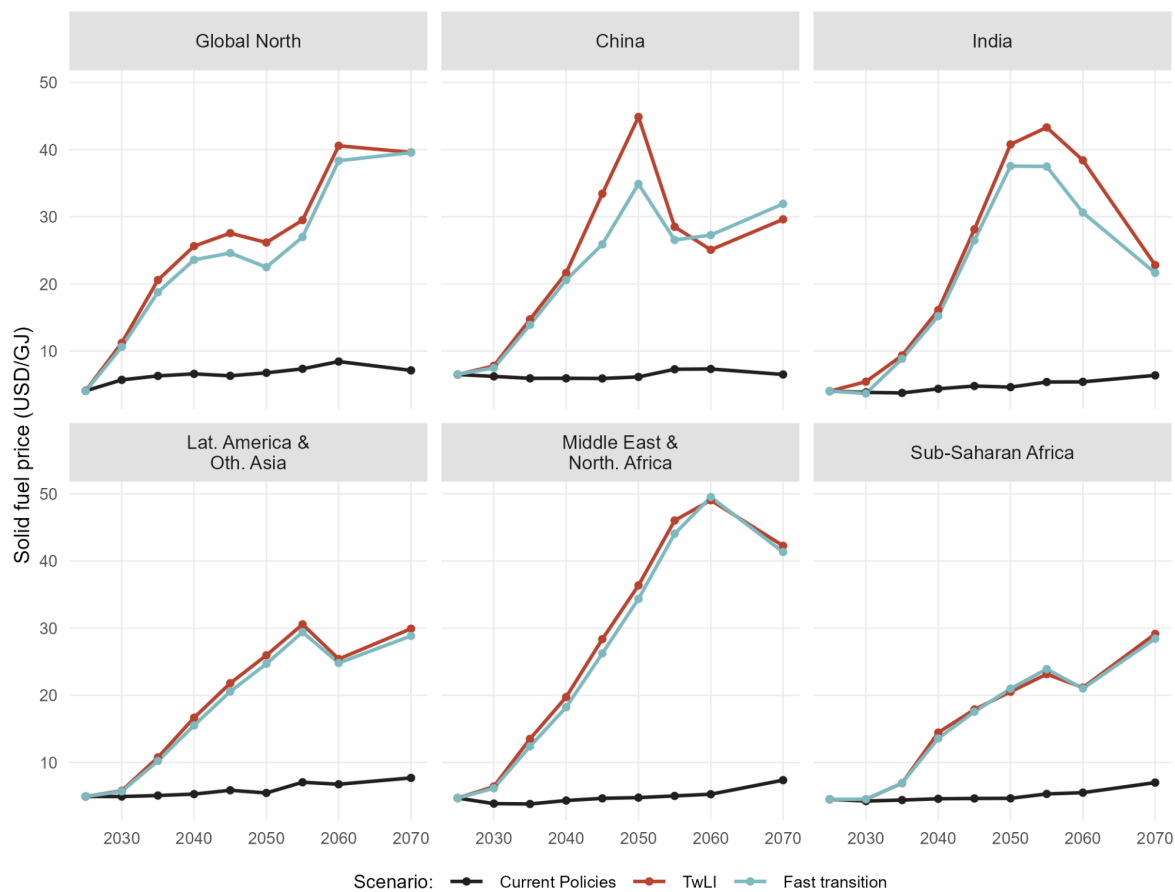 Global North
China
India
50
40
30
20
10
Solid fuel price (USD/GJ)
Lat. America &
Oth. Asia
Middle East &
North. Africa
Sub-Saharan Africa
50
40
30
20
10
2030 2040 2050 2060 2070
2030 2040 2050 2060 2070
2030 2040 2050 2060 2070
Scenario: Current Policies TwLI Fast transition